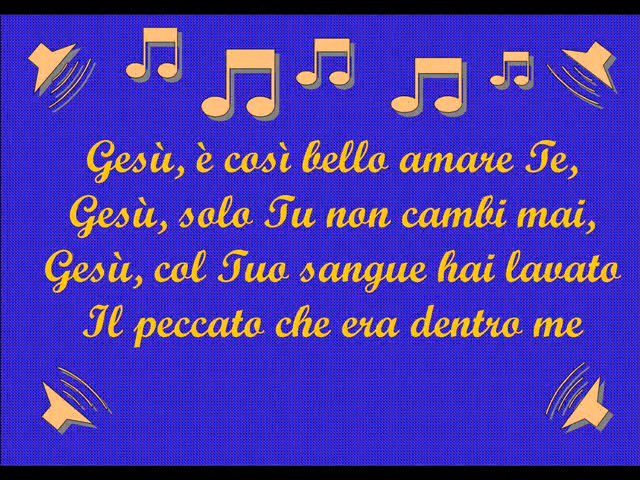 Gesù, è così bello amare Te,
Gesù, solo Tu non cambi mai,
Gesù, col Tuo sangue hai lavato
Il peccato che era dentro me